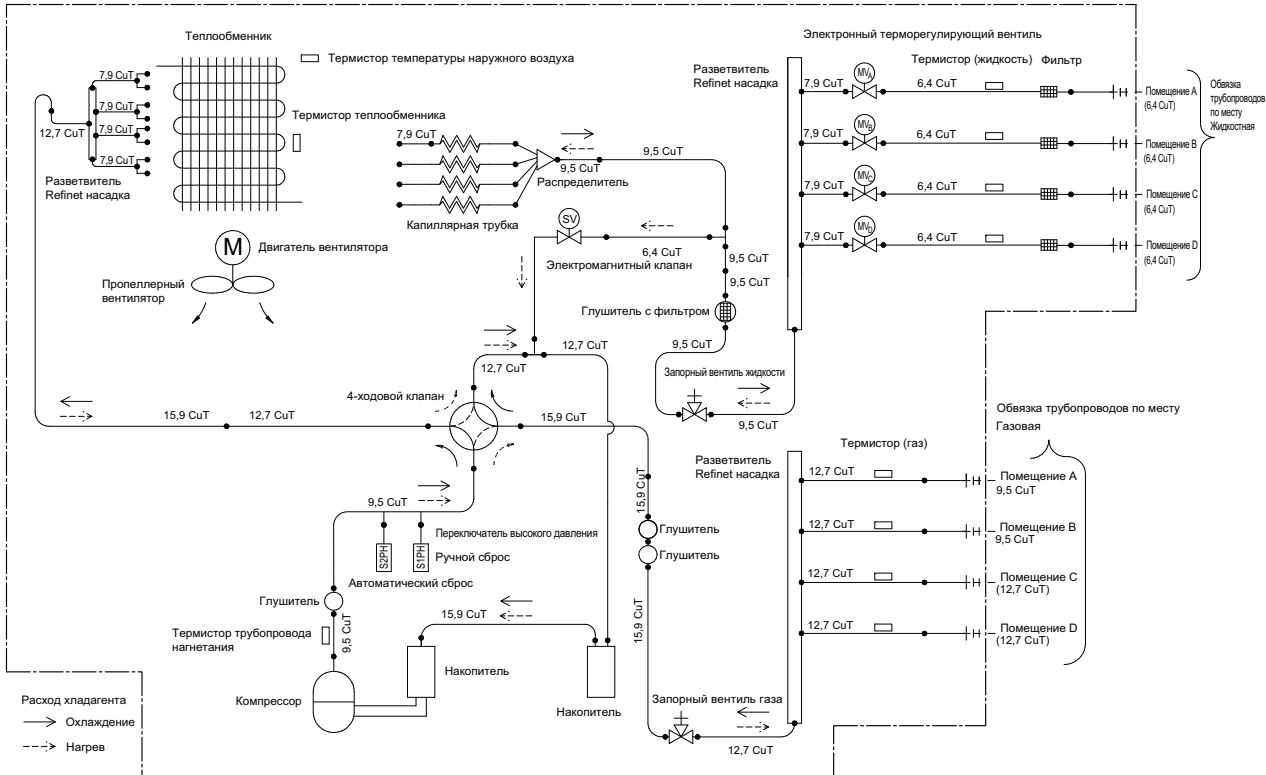 Теплообменник
Термистор температуры наружного воздуха
7,9 CuT
7,9 CuT
7,9 CuT
7,9 CuT
12,7 CuT
Разветвитель
Refinet насадка
Термистор теплообменника
7,9 CuT
9,5 CuT
9,5 CuT
Распределитель
Капиллярная трубка
M
Двигатель вентилятора
Пропеллерный
вентилятор
SV
6,4 CuT
Электромагнитный клапан
9,5 CuT
9,5 CuT
Глушитель с фильтром
9,5 CuT
Запорный вентиль жидкости
9,5 CuT
Электронный терморегулирующий вентиль
Разветвитель
Refinet насадка
Термистор (жидкость)
Фильтр
7,9 CuT
MVA
6,4 CuT
Помещение A
(6,4 CuT)
7,9 CuT
MVB
6,4 CuT
Помещение B
(6,4 CuT)
7,9 CuT
MVC
6,4 CuT
Помещение C
(6,4 CuT)
7,9 CuT
MVD
6,4 CuT
Помещение D
(6,4 CuT)
Обвязка
трубопроводов
по месту
Жидкостная
12,7 CuT
12,7 CuT
4-ходовой клапан
15,9 CuT
12,7 CuT
15,9 CuT
15,9 CuT
Глушитель
Глушитель
15,9 CuT
9,5 CuT
S2PH
S1PH
Переключатель высокого давления
Ручной сброс
Автоматический сброс
Глушитель
Термистор трубопровода
нагнетания
9,5 CuT
15,9 CuT
Компрессор
Накопитель
Накопитель
Запорный вентиль газа
12,7 CuT
Разветвитель
Refinet насадка
Термистор (газ)
Обвязка трубопроводов по месту
Газовая
12,7 CuT
Помещение A
9,5 CuT
12,7 CuT
Помещение B
9,5 CuT
12,7 CuT
Помещение C
(12,7 CuT)
12,7 CuT
Помещение D
(12,7 CuT)
Расход хладагента
Охлаждение
Нагрев